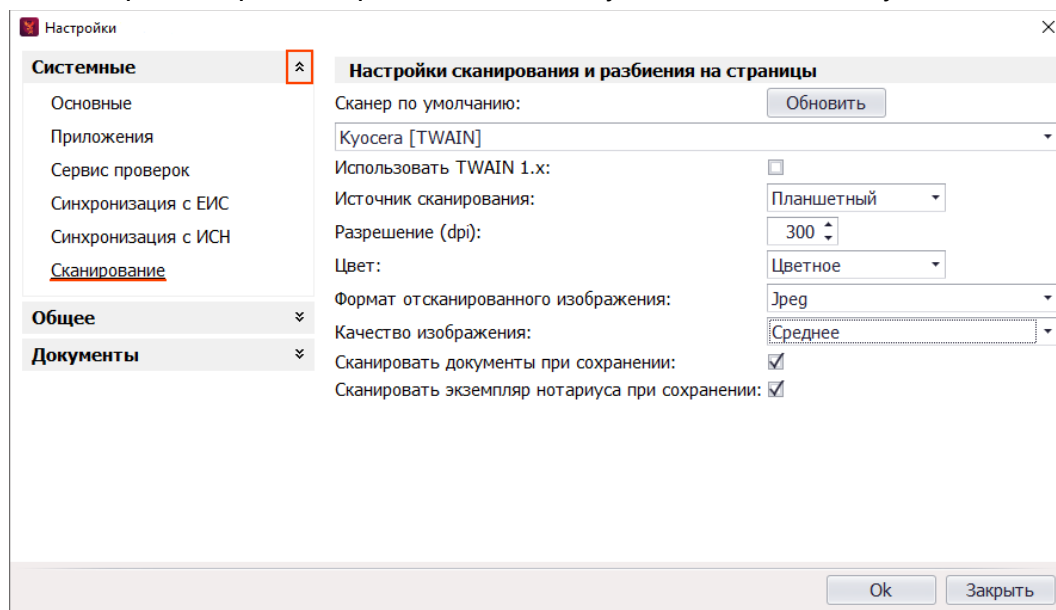 Настройки
Системные
Основные
Приложения
Сервис проверок
Синхронизация с ЕИС
Синхронизация с ИСН
Сканирование
Общее
Документы
Настройки сканирования и разбиения на страницы
Сканер по умолчанию: Обновить
Kyocera [TWAIN]
Использовать TWAIN 1.x:
Источник сканирования: Планшетный
Разрешение (dpi): 300
Цвет: Цветное
Формат отсканированного изображения: Jpeg
Качество изображения: Среднее
Сканировать документы при сохранении:
Сканировать экземпляр нотариуса при сохранении:
Ok Закрыть